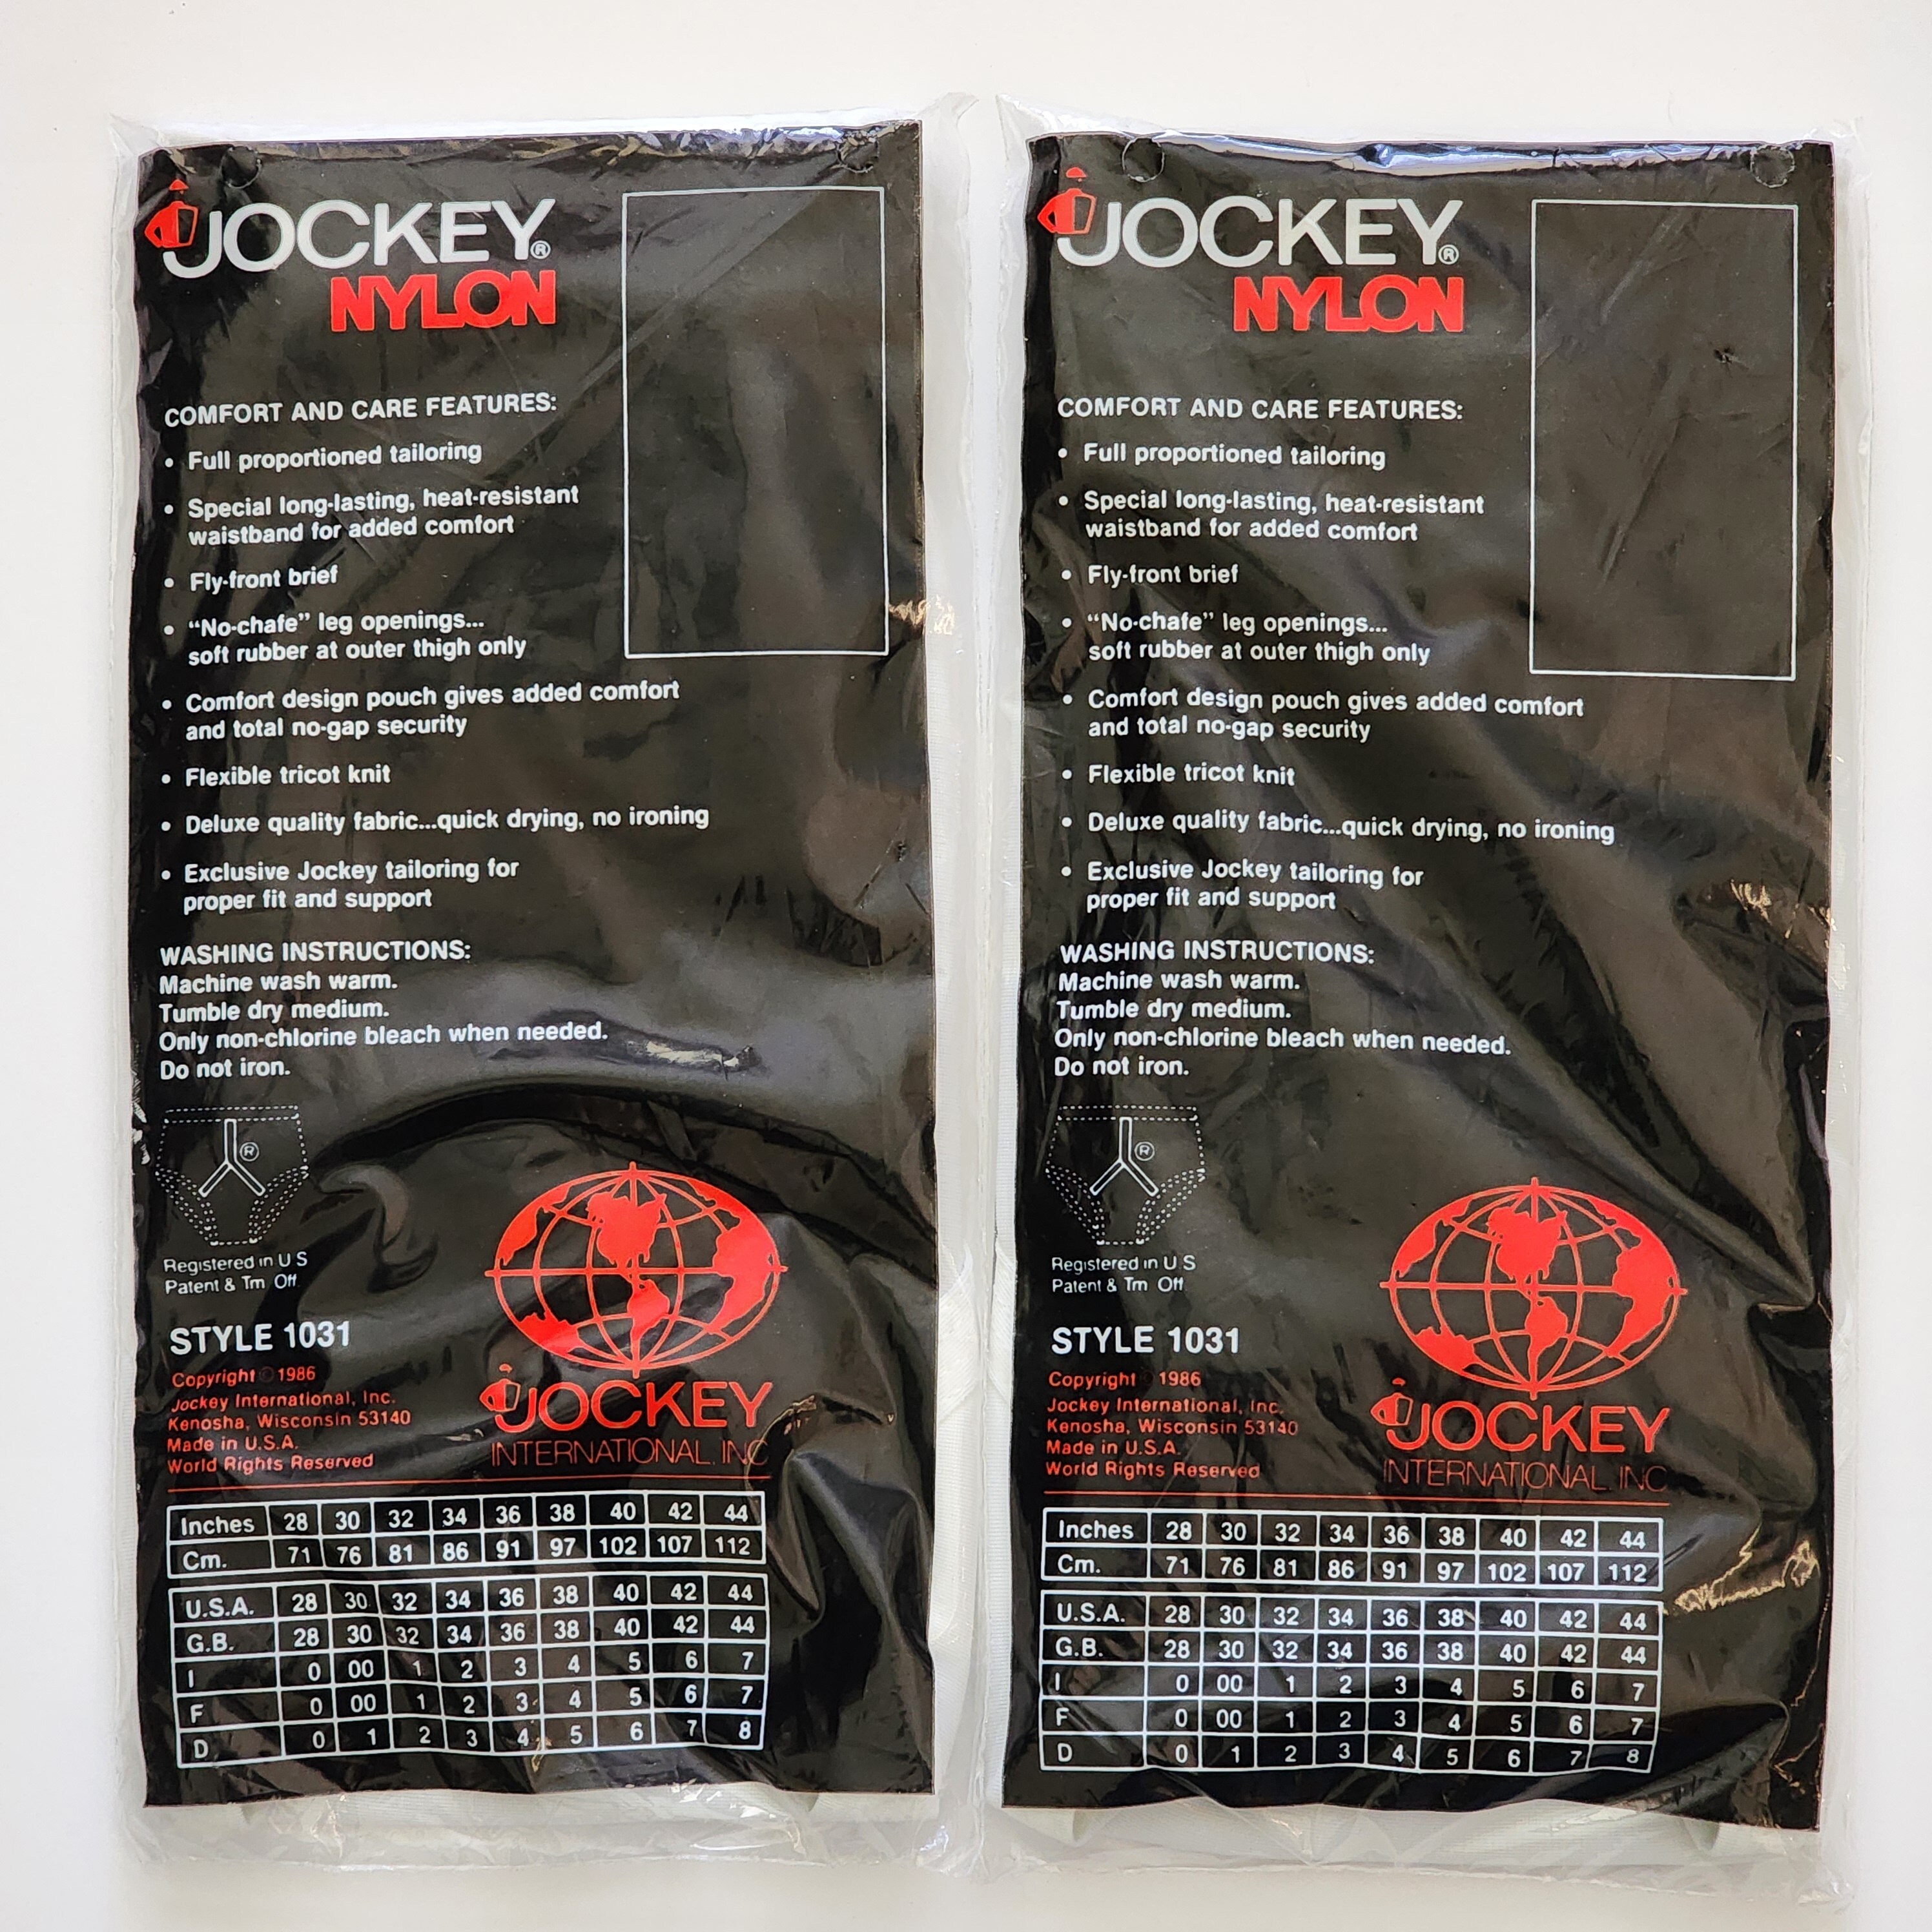 JOCKEY®
NYLON
COMFORT AND CARE FEATURES:
• Full proportioned tailoring
• Special long-lasting, heat-resistant
waistband for added comfort
• Fly-front brief
• “No-chafe” leg openings...
soft rubber at outer thigh only
• Comfort design pouch gives added comfort
and total no-gap security
• Flexible tricot knit
• Deluxe quality fabric...quick drying, no ironing
• Exclusive Jockey tailoring for
proper fit and support
WASHING INSTRUCTIONS:
Machine wash warm.
Tumble dry medium.
Only non-chlorine bleach when needed.
Do not iron.
®
Registered in U S
Patent & Tm Off
STYLE 1031
Copyright © 1986
Jockey International, Inc.
Kenosha, Wisconsin 53140
Made in U.S.A.
World Rights Reserved
JOCKEY
INTERNATIONAL, INC
Inches 28 30 32 34 36 38 40 42 44
Cm. 71 76 81 86 91 97 102 107 112
U.S.A. 28 30 32 34 36 38 40 42 44
G.B. 28 30 32 34 36 38 40 42 44
I 0 00 1 2 3 4 5 6 7
F 0 00 1 2 3 4 5 6 7
D 0 1 2 3 4 5 6 7 8
JOCKEY®
NYLON
COMFORT AND CARE FEATURES:
• Full proportioned tailoring
• Special long-lasting, heat-resistant
waistband for added comfort
• Fly-front brief
• “No-chafe” leg openings...
soft rubber at outer thigh only
• Comfort design pouch gives added comfort
and total no-gap security
• Flexible tricot knit
• Deluxe quality fabric...quick drying, no ironing
• Exclusive Jockey tailoring for
proper fit and support
WASHING INSTRUCTIONS:
Machine wash warm.
Tumble dry medium.
Only non-chlorine bleach when needed.
Do not iron.
®
Registered in U S
Patent & Tm Off
STYLE 1031
Copyright © 1986
Jockey International, Inc.
Kenosha, Wisconsin 53140
Made in U.S.A.
World Rights Reserved
JOCKEY
INTERNATIONAL, INC
Inches 28 30 32 34 36 38 40 42 44
Cm. 71 76 81 86 91 97 102 107 112
U.S.A. 28 30 32 34 36 38 40 42 44
G.B. 28 30 32 34 36 38 40 42 44
I 0 00 1 2 3 4 5 6 7
F 0 00 1 2 3 4 5 6 7
D 0 1 2 3 4 5 6 7 8